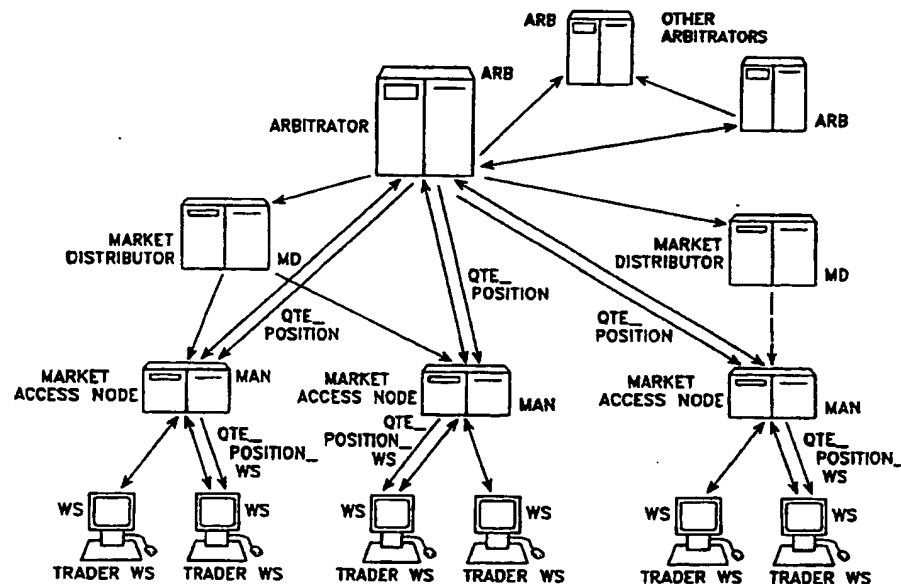 ARB
OTHER
ARBITRATORS
ARB
ARBITRATOR
ARB
MARKET
DISTRIBUTOR
MD
MARKET
DISTRIBUTOR
MD
QTE_
POSITION
QTE_
POSITION
QTE_
POSITION
MARKET
ACCESS NODE
MAN
MARKET
ACCESS NODE
MAN
MARKET
ACCESS NODE
MAN
QTE_
POSITION_
WS
QTE_
POSITION_
WS
QTE_
POSITION_
WS
WS
WS
WS
WS
WS
WS
TRADER WS
TRADER WS
TRADER WS
TRADER WS
TRADER WS
TRADER WS